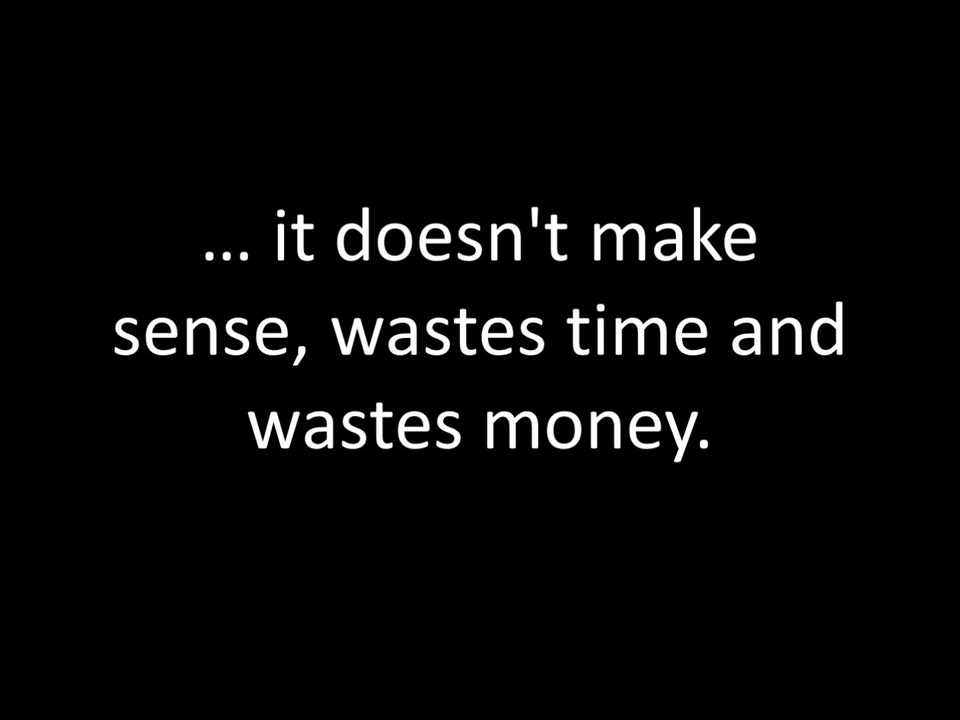 ... it doesn't make
sense, wastes time and
wastes money.